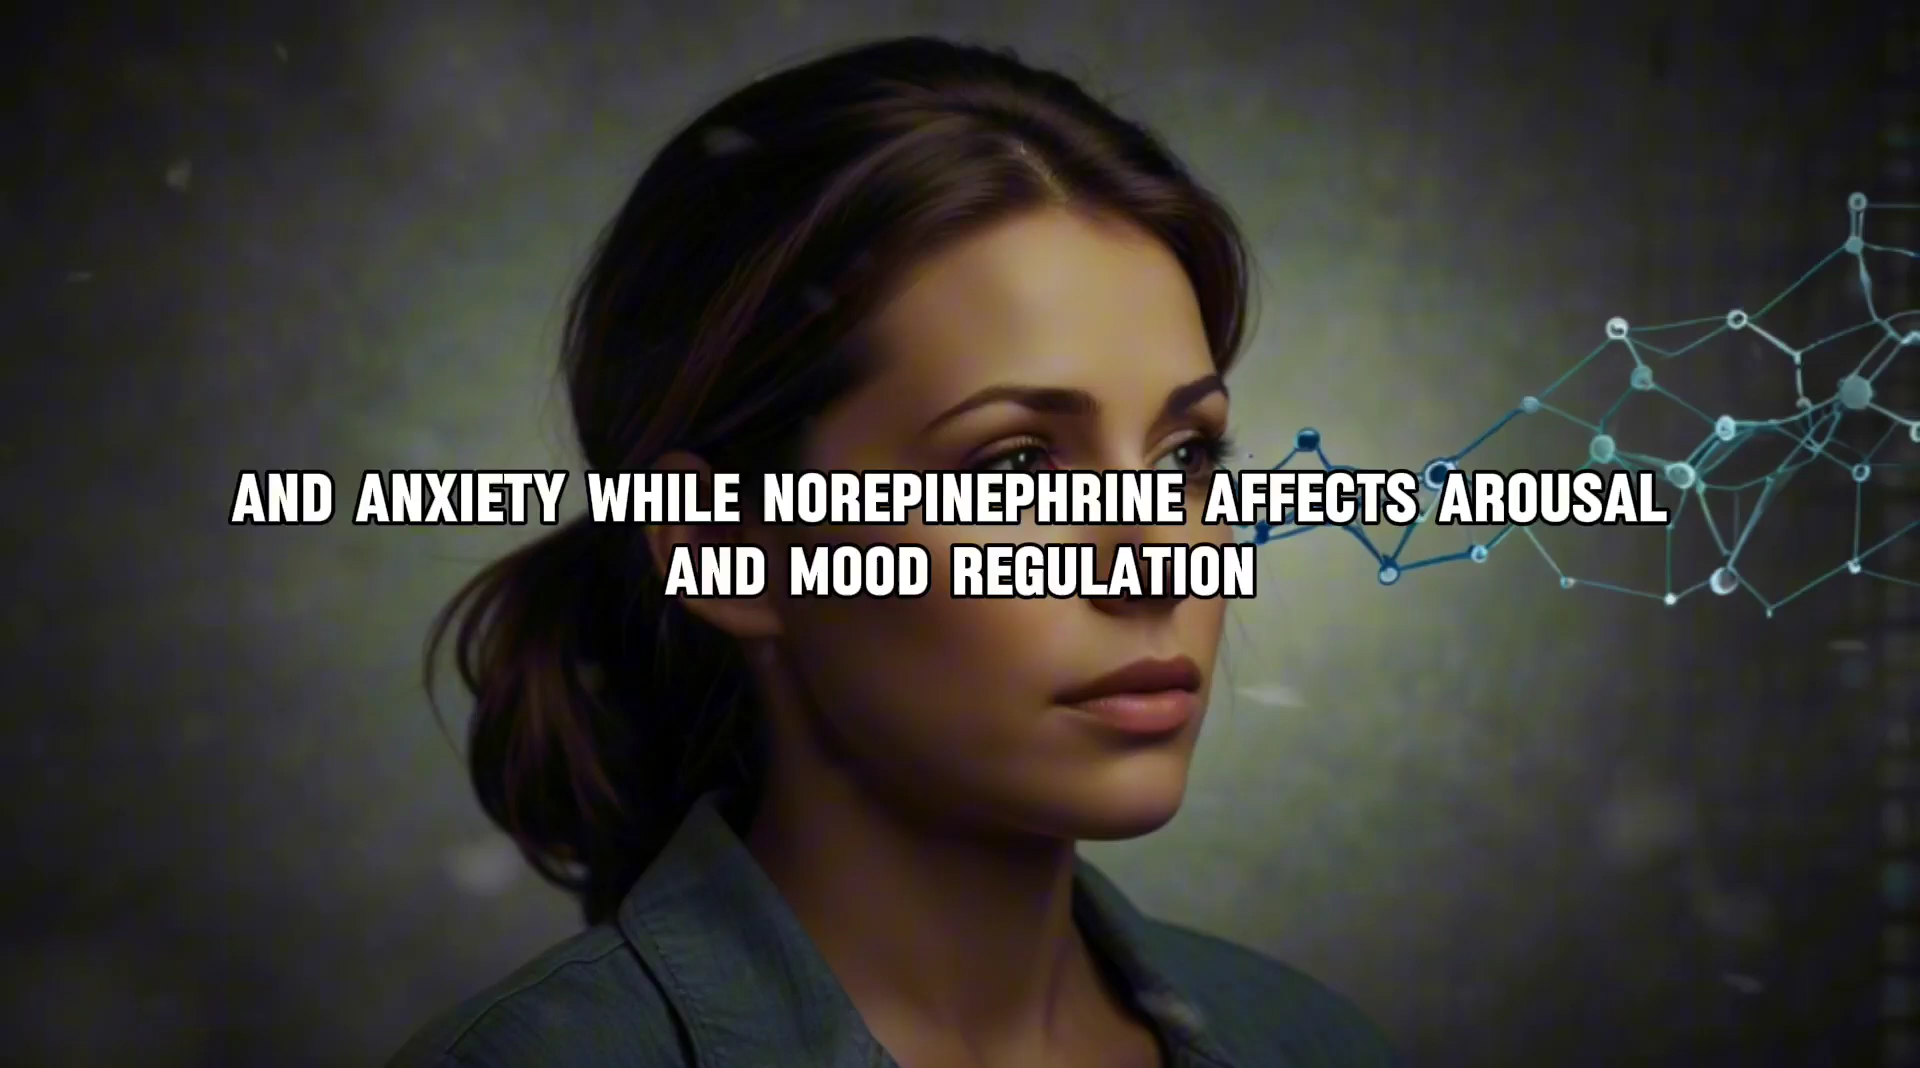 AND ANXIETY WHILE NOREPINEPHRINE AFFECTS AROUSAL
AND MOOD REGULATION